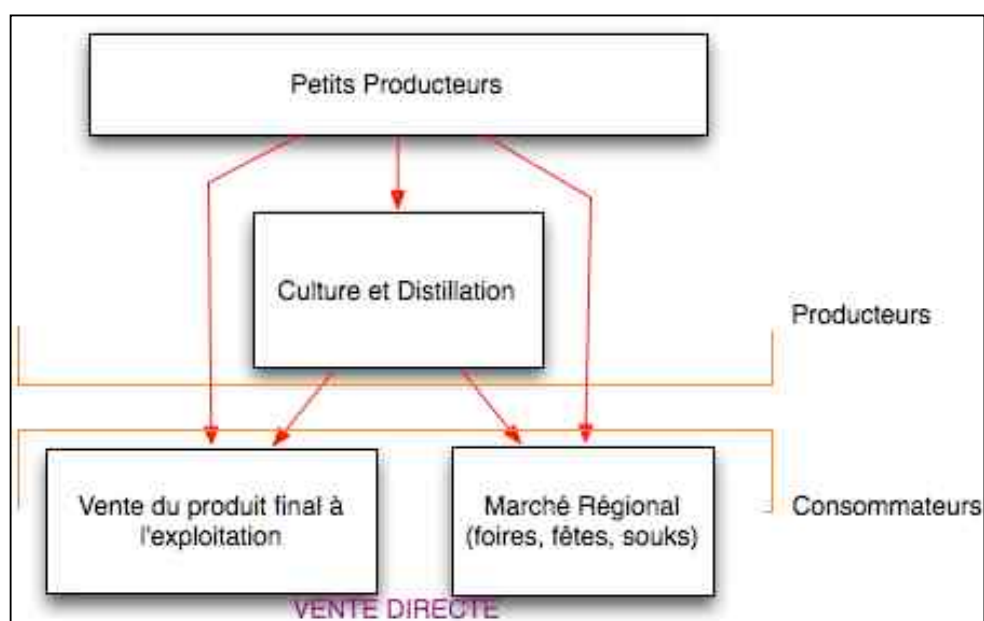 Petits Producteurs
Culture et Distillation
Producteurs
Vente du produit final à
l'exploitation
Marché Régional
(foires, fêtes, souks)
Consommateurs
VENTE DIRECTE